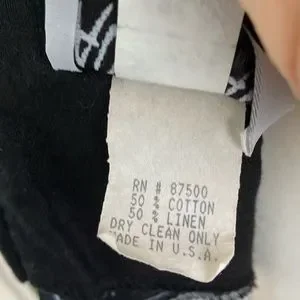 RN # 87500
50 % COTTON
50 % LINEN
DRY CLEAN ONLY
MADE IN U.S.A.